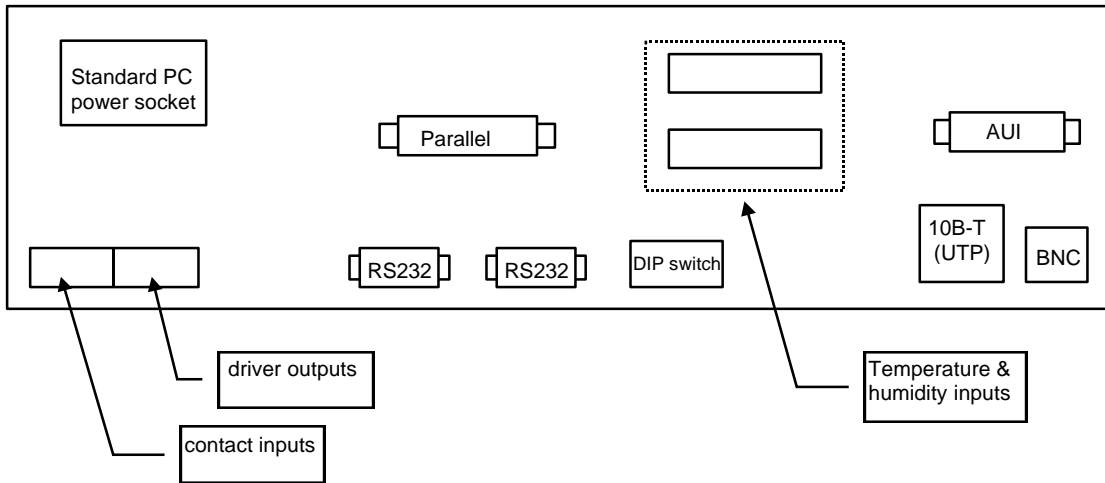 Standard PC
power socket
Parallel
AUI
10B-T
(UTP)
BNC
RS232
RS232
DIP switch
driver outputs
contact inputs
Temperature &
humidity inputs